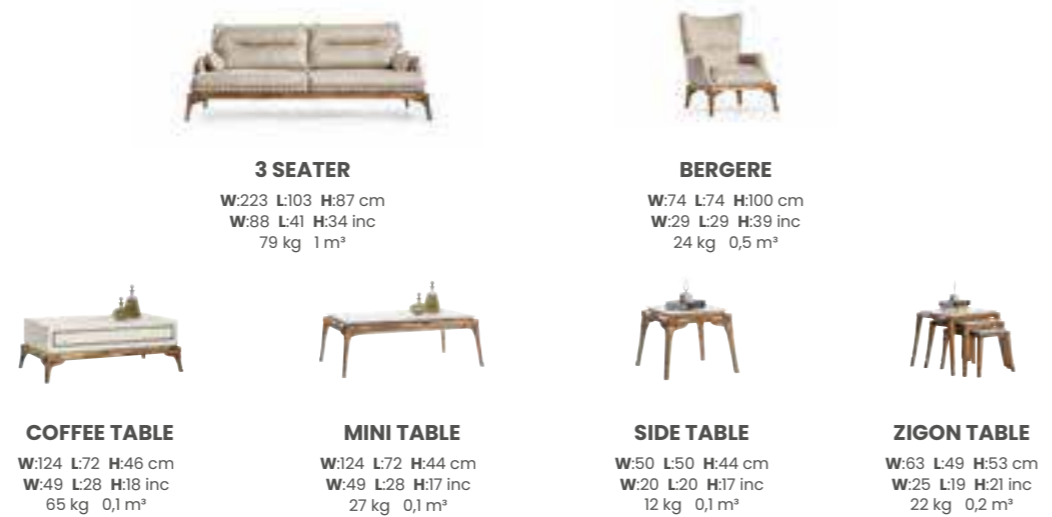 3 SEATER
W:223 L:103 H:87 cm
W:88 L:41 H:34 inc
79 kg 1 m³
BERGERE
W:74 L:74 H:100 cm
W:29 L:29 H:39 inc
24 kg 0,5 m³
COFFEE TABLE
W:124 L:72 H:46 cm
W:49 L:28 H:18 inc
65 kg 0,1 m³
MINI TABLE
W:124 L:72 H:44 cm
W:49 L:28 H:17 inc
27 kg 0,1 m³
SIDE TABLE
W:50 L:50 H:44 cm
W:20 L:20 H:17 inc
12 kg 0,1 m³
ZIGON TABLE
W:63 L:49 H:53 cm
W:25 L:19 H:21 inc
22 kg 0,2 m³